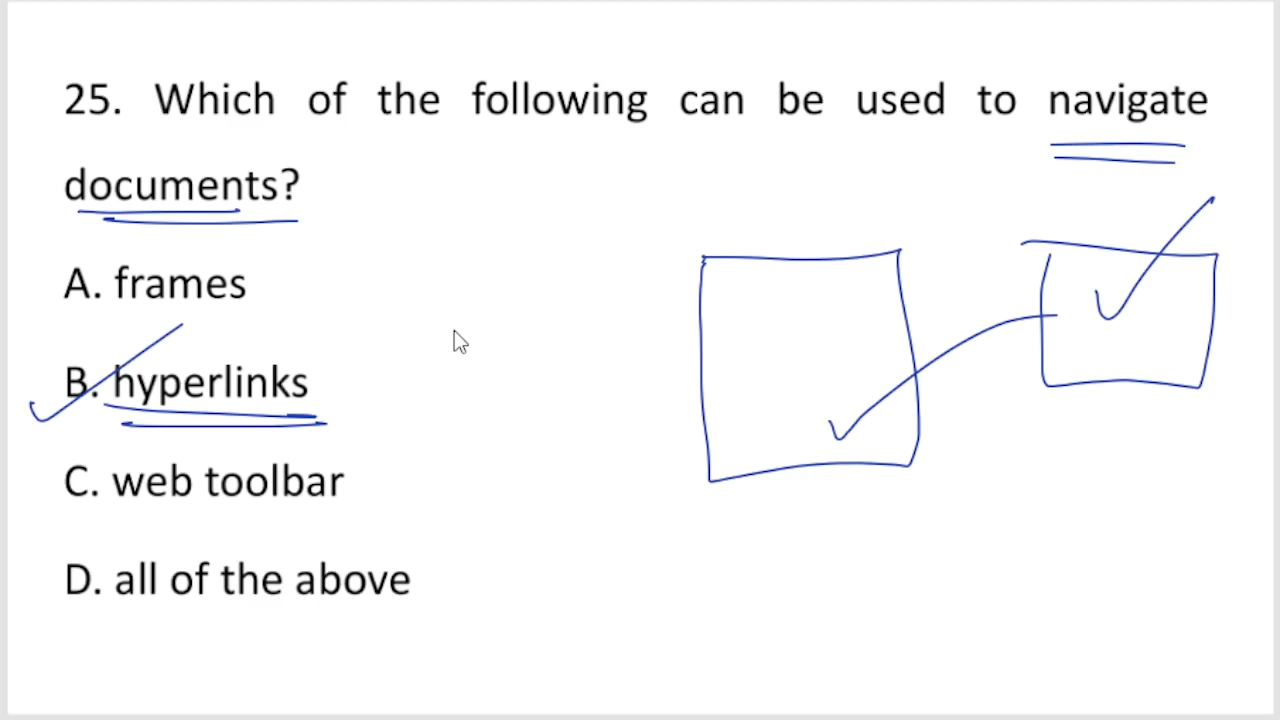 25. Which of the following can be used to navigate
documents?
A. frames
B. hyperlinks
C. web toolbar
D. all of the above